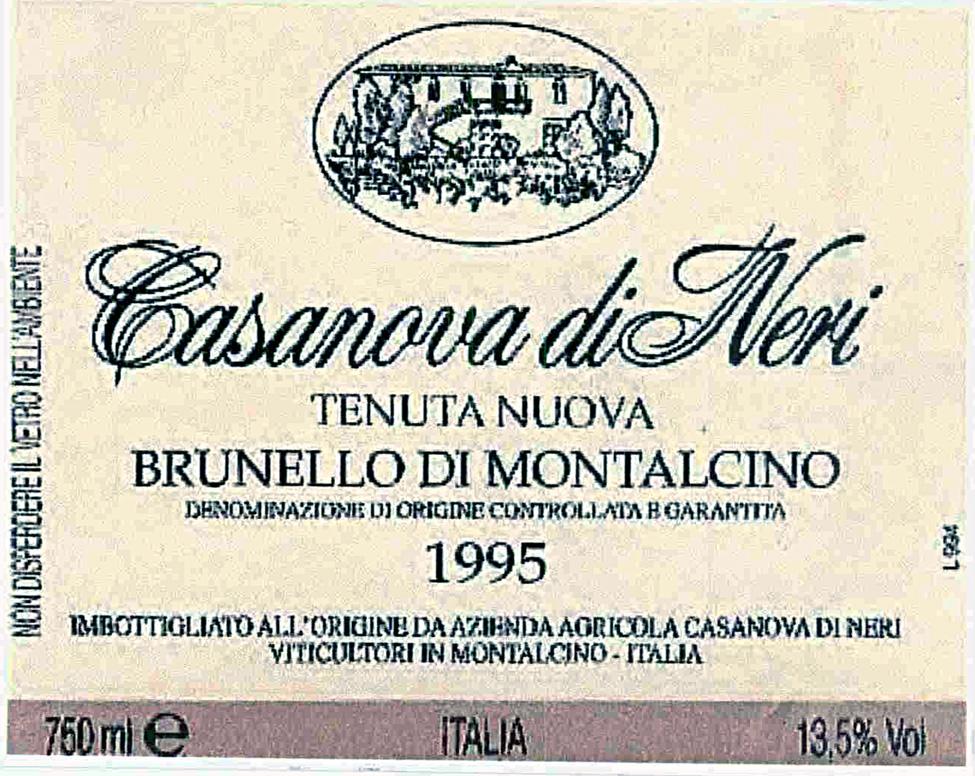 Casanova di Neri
TENUTA NUOVA
BRUNELLO DI MONTALCINO
DENOMINAZIONE DI ORIGINE CONTROLLATA E GARANTITA
1995
IMBOTTIGLIATO ALL'ORIGINE DA AZIENDA AGRICOLA CASANOVA DI NERI
VITICULTORI IN MONTALCINO - ITALIA
750 ml e ITALIA 13,5% Vol
NON DISPERDERE IL VETRO NELL'AMBIENTE